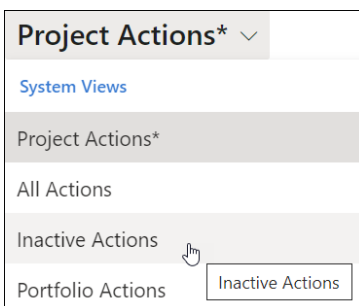 Project Actions*
System Views
Project Actions*
All Actions
Inactive Actions
Inactive Actions
Portfolio Actions